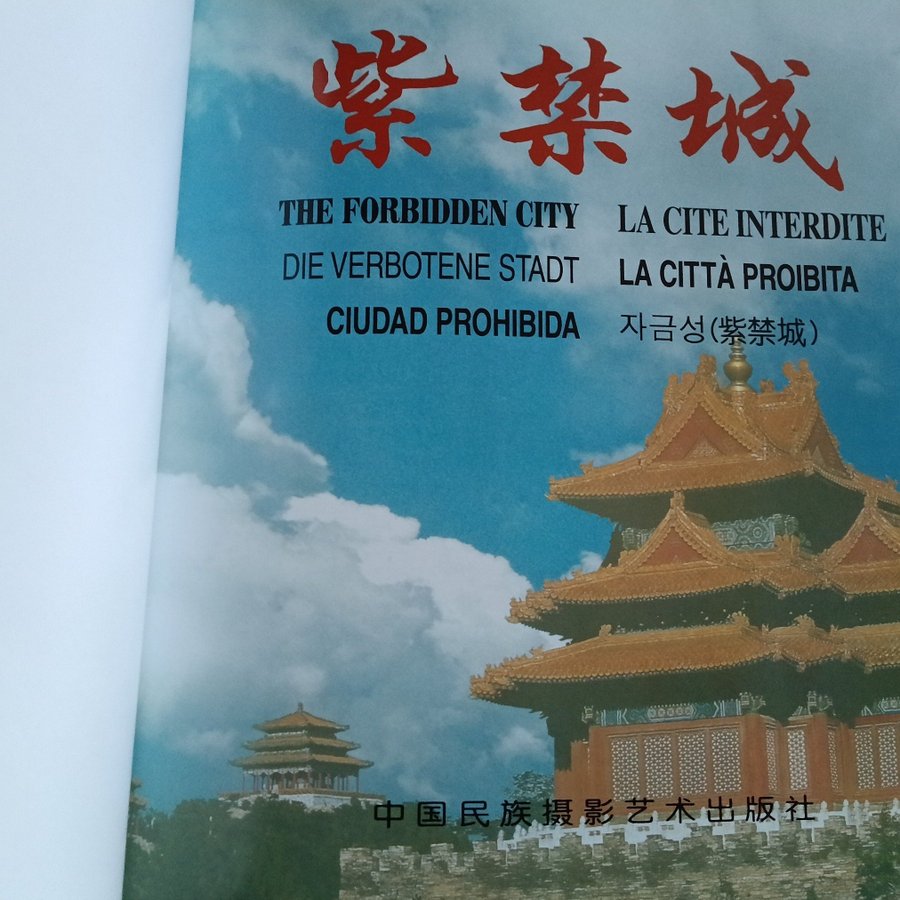 紫禁城
THE FORBIDDEN CITY LA CITE INTERDITE
DIE VERBOTENE STADT LA CITTÀ PROIBITA
CIUDAD PROHIBIDA 자금성(紫禁城)
中国民族摄影艺术出版社